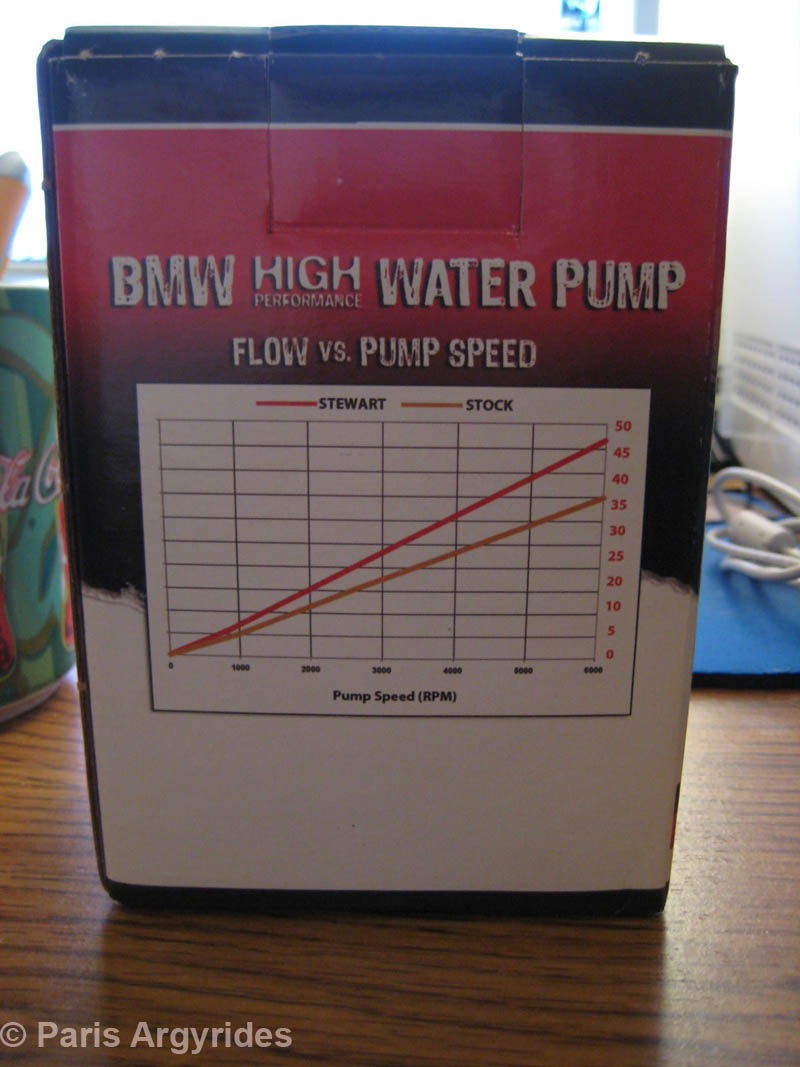 BMW HIGH PERFORMANCE WATER PUMP
FLOW VS. PUMP SPEED
STEWART STOCK
50
45
40
35
30
25
20
10
5
0
0 1000 2000 3000 4000 5000 6000
Pump Speed (RPM)
© Paris Argyrides